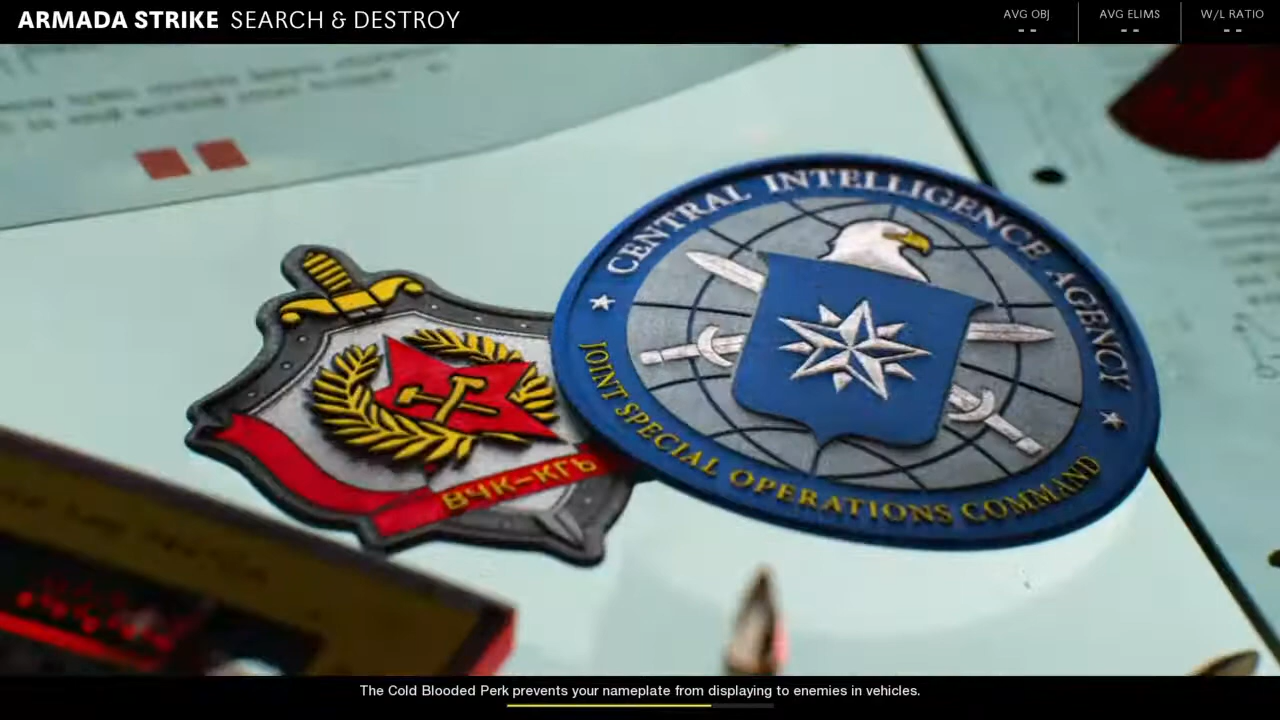 ARMADA STRIKE SEARCH & DESTROY
AVG OBJ
--
AVG ELIMS
--
W/L RATIO
--
CENTRAL INTELLIGENCE AGENCY
JOINT SPECIAL OPERATIONS COMMAND
ВЧК-КГБ
The Cold Blooded Perk prevents your nameplate from displaying to enemies in vehicles.